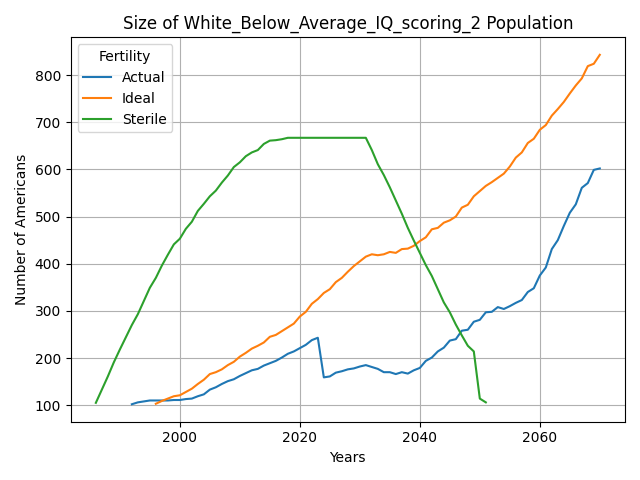 Size of White_Below_Average_IQ_scoring_2 Population
Fertility
Actual
Ideal
Sterile
Number of Americans
800
700
600
500
400
300
200
100
2000
2020
2040
2060
Years